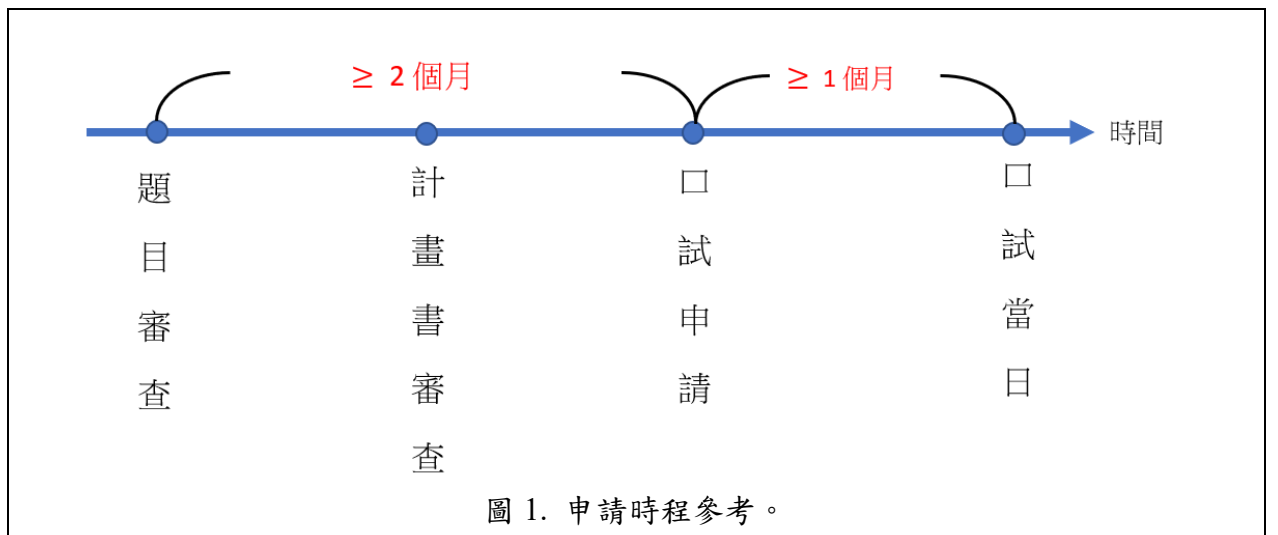 ≥ 2 個月
≥ 1 個月
時間
題目審查
計畫書審查
口試申請
口試當日
圖 1. 申請時程參考。